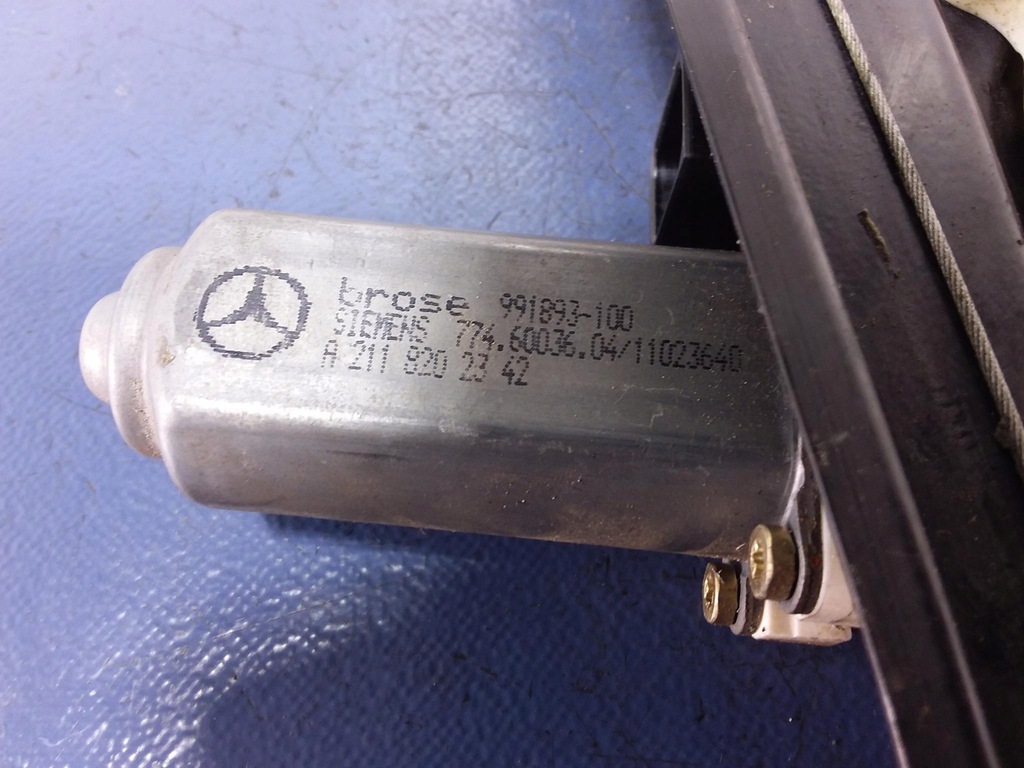 brose 991893-100
SIEMENS 774.60036.04/11023640
A 211 820 23 42